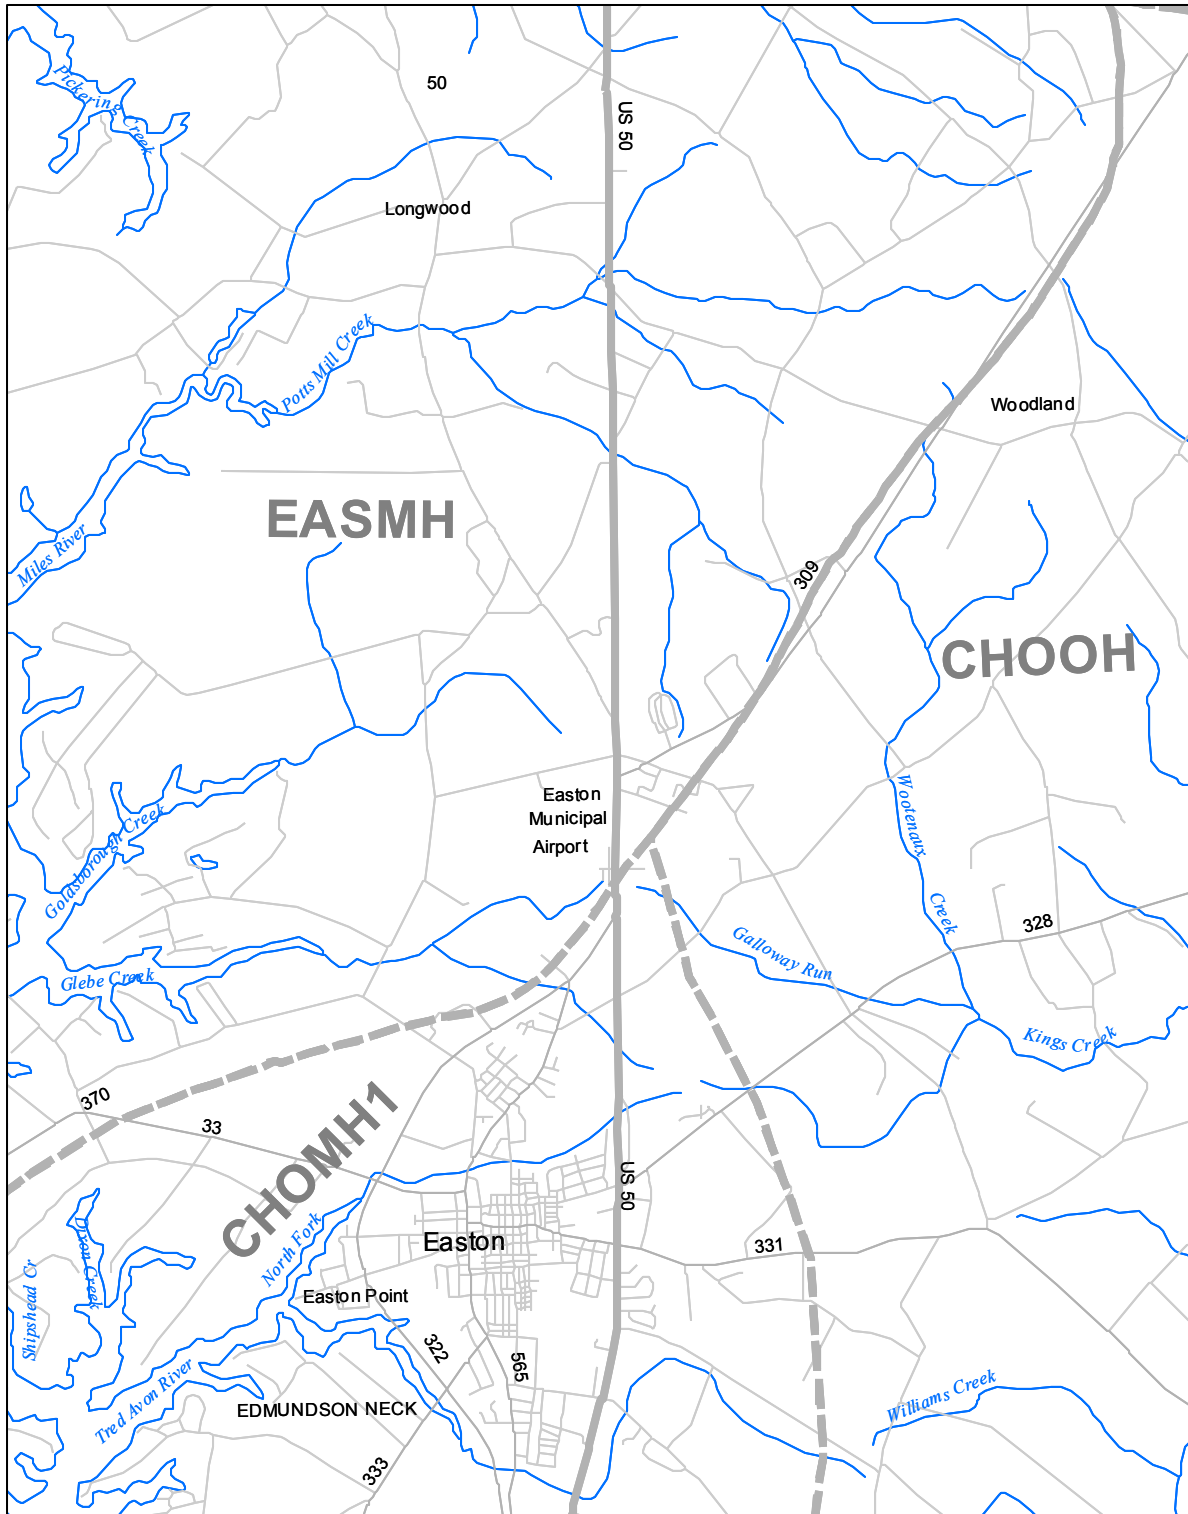 Pickering Creek
50
US 50
Longwood
Potts Mill Creek
Woodland
EASMH
Miles River
309
CHOOH
Easton
Municipal
Airport
Wootenaux
Creek
Goldsborough Creek
328
Galloway Run
Glebe Creek
Kings Creek
370
33
CHOMH1
US 50
Dixon Creek
North Fork
Easton
331
Shipshead Cr
Easton Point
322
565
Tred Avon River
EDMUNDSON NECK
Williams Creek
333